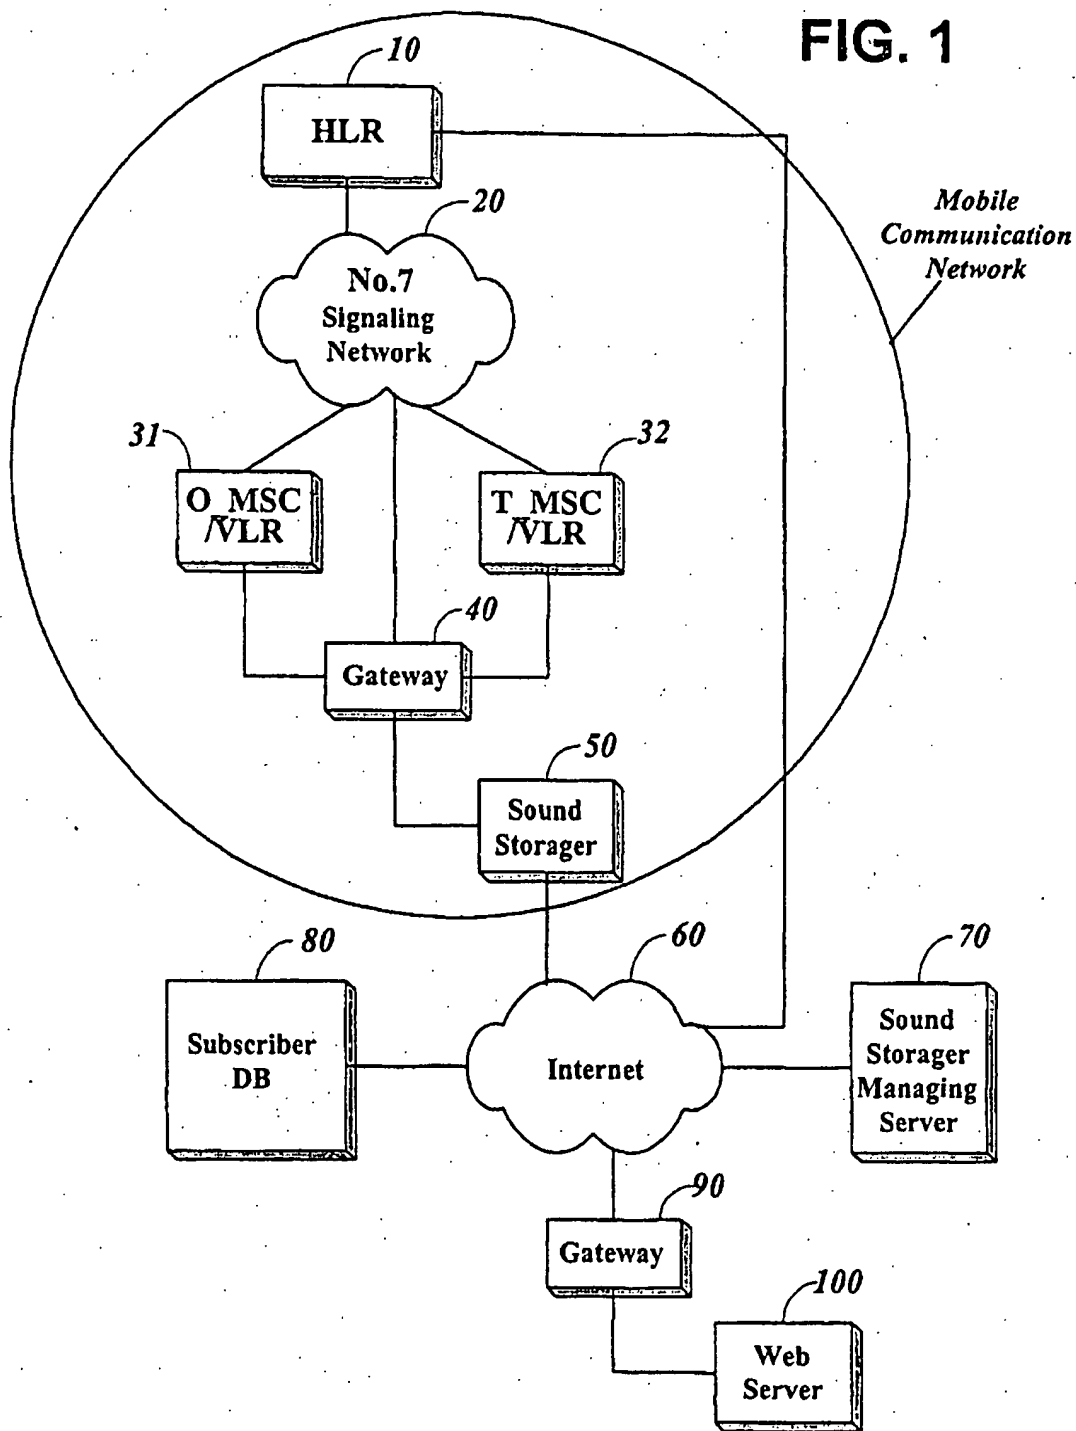 FIG. 1
10
HLR
20
Mobile
Communication
Network
No.7
Signaling
Network
31
O_MSC
/VLR
32
T_MSC
/VLR
40
Gateway
50
Sound
Storager
60
Internet
80
Subscriber
DB
70
Sound
Storager
Managing
Server
90
Gateway
100
Web
Server